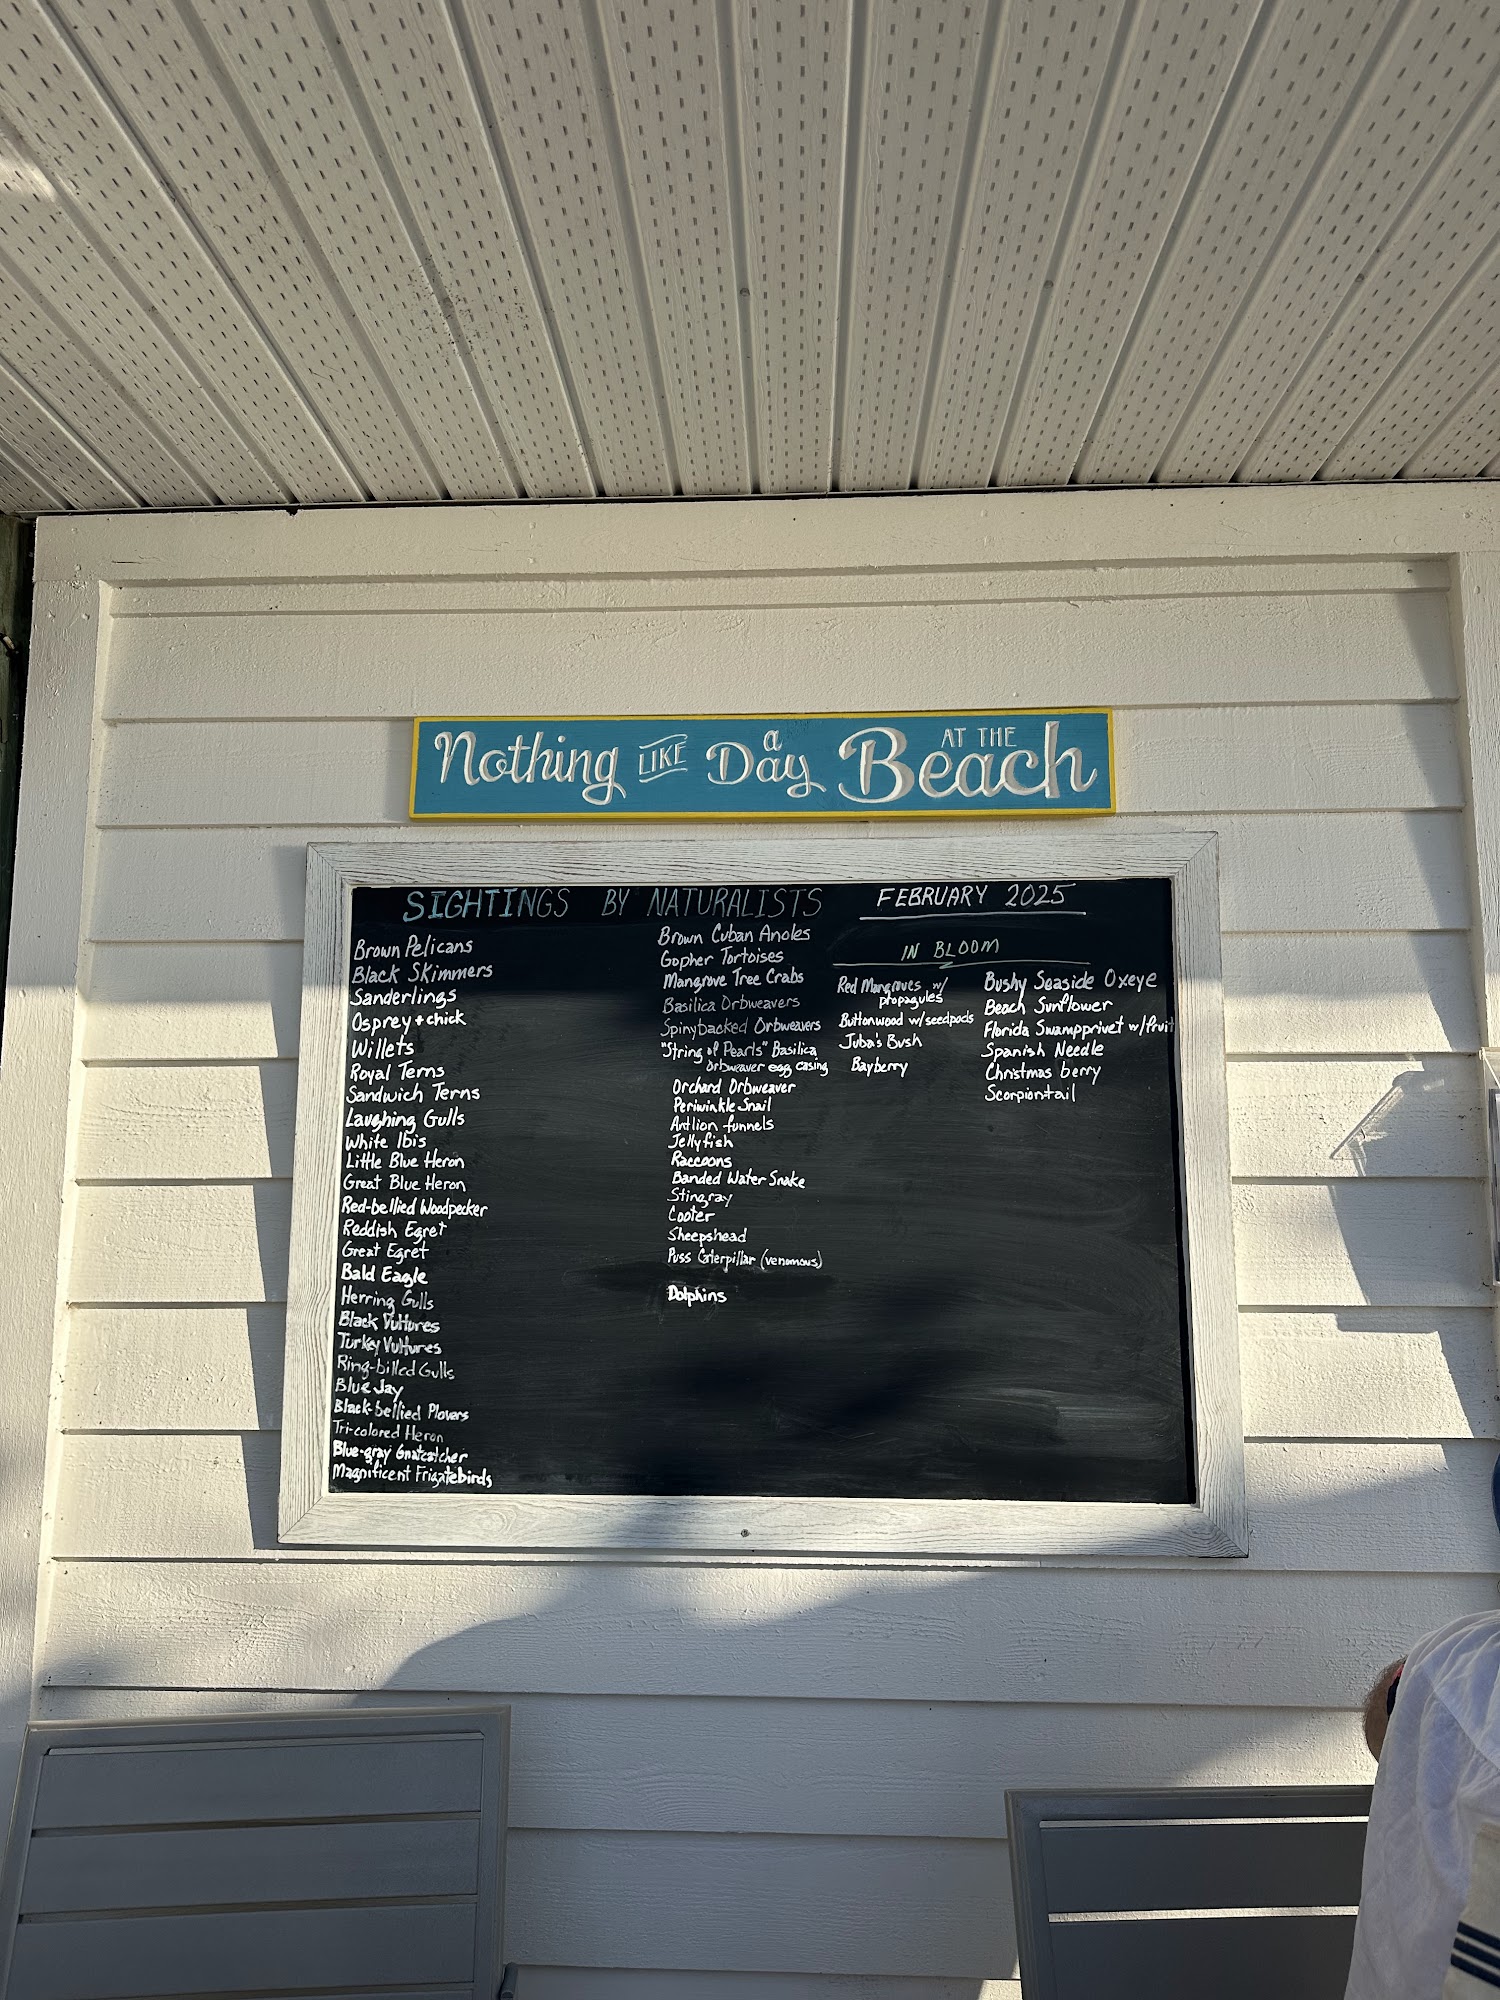 Nothing LIKE a Day AT THE Beach
SIGHTINGS BY NATURALISTS
FEBRUARY 2025
Brown Pelicans
Black Skimmers
Sanderlings
Osprey + chick
Willets
Royal Terns
Sandwich Terns
Laughing Gulls
White Ibis
Little Blue Heron
Great Blue Heron
Red-bellied Woodpecker
Reddish Egret
Great Egret
Bald Eagle
Herring Gulls
Black Vultures
Turkey Vultures
Ring-billed Gulls
Blue Jay
Black-bellied Plovers
Tri-colored Heron
Blue-gray Gnatcatcher
Magnificent Frigatebirds
Brown Cuban Anoles
Gopher Tortoises
Mangrove Tree Crabs
Basilica Orbweavers
Spinybacked Orbweavers
"String of Pearls" Basilica
Orbweaver egg casing
Orchard Orbweaver
Periwinkle Snail
Antlion funnels
Jellyfish
Raccoons
Banded Water Snake
Stingray
Cooter
Sheepshead
Puss Caterpillar (venomous)
Dolphins
IN BLOOM
Red Mangroves w/
propagules
Buttonwood w/seedpods
Juba's Bush
Bayberry
Bushy Seaside Oxeye
Beach Sunflower
Florida Swampprivet w/fruit
Spanish Needle
Christmas berry
Scorpiontail